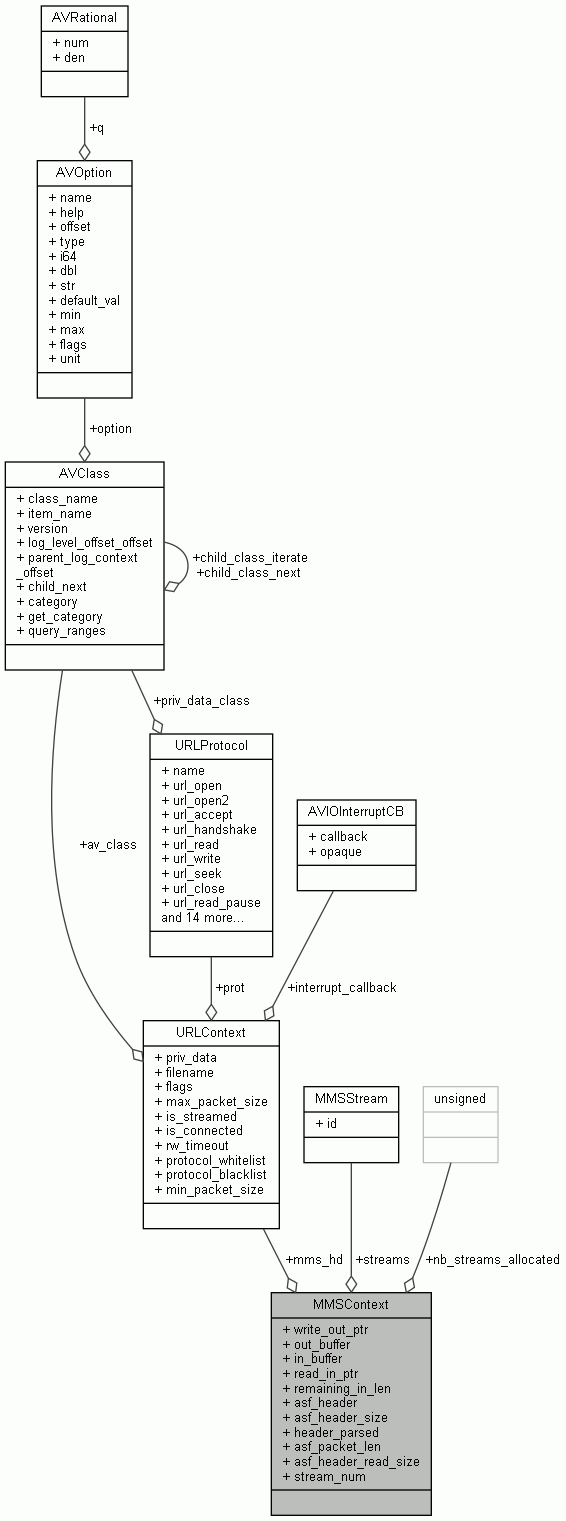 AVRational
+ num
+ den
+q
AVOption
+ name
+ help
+ offset
+ type
+ i64
+ dbl
+ str
+ default_val
+ min
+ max
+ flags
+ unit
+option
AVClass
+ class_name
+ item_name
+ version
+ log_level_offset_offset
+ parent_log_context
_offset
+ child_next
+ category
+ get_category
+ query_ranges
+child_class_iterate
+child_class_next
+priv_data_class
URLProtocol
+ name
+ url_open
+ url_open2
+ url_accept
+ url_handshake
+ url_read
+ url_write
+ url_seek
+ url_close
+ url_read_pause
and 14 more...
AVIOInterruptCB
+ callback
+ opaque
+av_class
+prot
+interrupt_callback
URLContext
+ priv_data
+ filename
+ flags
+ max_packet_size
+ is_streamed
+ is_connected
+ rw_timeout
+ protocol_whitelist
+ protocol_blacklist
+ min_packet_size
MMSStream
+ id
unsigned
+mms_hd
+streams
+nb_streams_allocated
MMSContext
+ write_out_ptr
+ out_buffer
+ in_buffer
+ read_in_ptr
+ remaining_in_len
+ asf_header
+ asf_header_size
+ header_parsed
+ asf_packet_len
+ asf_header_read_size
+ stream_num